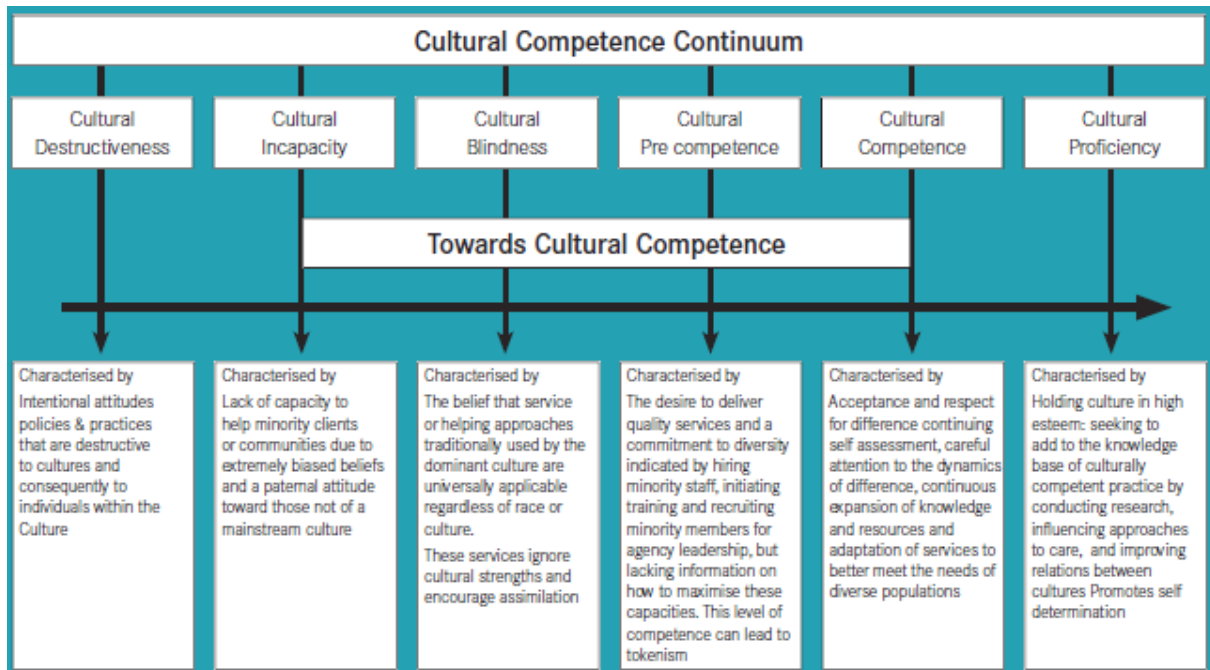 Cultural Competence Continuum
Cultural
Destructiveness
Cultural
Incapacity
Cultural
Blindness
Cultural
Pre competence
Cultural
Competence
Cultural
Proficiency
Towards Cultural Competence
Characterised by
Intentional attitudes
policies & practices
that are destructive
to cultures and
consequently to
individuals within the
Culture
Characterised by
Lack of capacity to
help minority clients
or communities due to
extremely biased beliefs
and a paternal attitude
toward those not of a
mainstream culture
Characterised by
The belief that service
or helping approaches
traditionally used by the
dominant culture are
universally applicable
regardless of race or
culture.
These services ignore
cultural strengths and
encourage assimilation
Characterised by
The desire to deliver
quality services and a
commitment to diversity
indicated by hiring
minority staff, initiating
training and recruiting
minority members for
agency leadership, but
lacking information on
how to maximise these
capacities. This level of
competence can lead to
tokenism
Characterised by
Acceptance and respect
for difference continuing
self assessment, careful
attention to the dynamics
of difference, continuous
expansion of knowledge
and resources and
adaptation of services to
better meet the needs of
diverse populations
Characterised by
Holding culture in high
esteem: seeking to
add to the knowledge
base of culturally
competent practice by
conducting research,
influencing approaches
to care, and improving
relations between
cultures Promotes self
determination